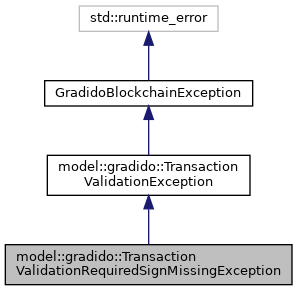 std::runtime_error
GradidoBlockchainException
model::gradido::Transaction
ValidationException
model::gradido::Transaction
ValidationRequiredSignMissingException